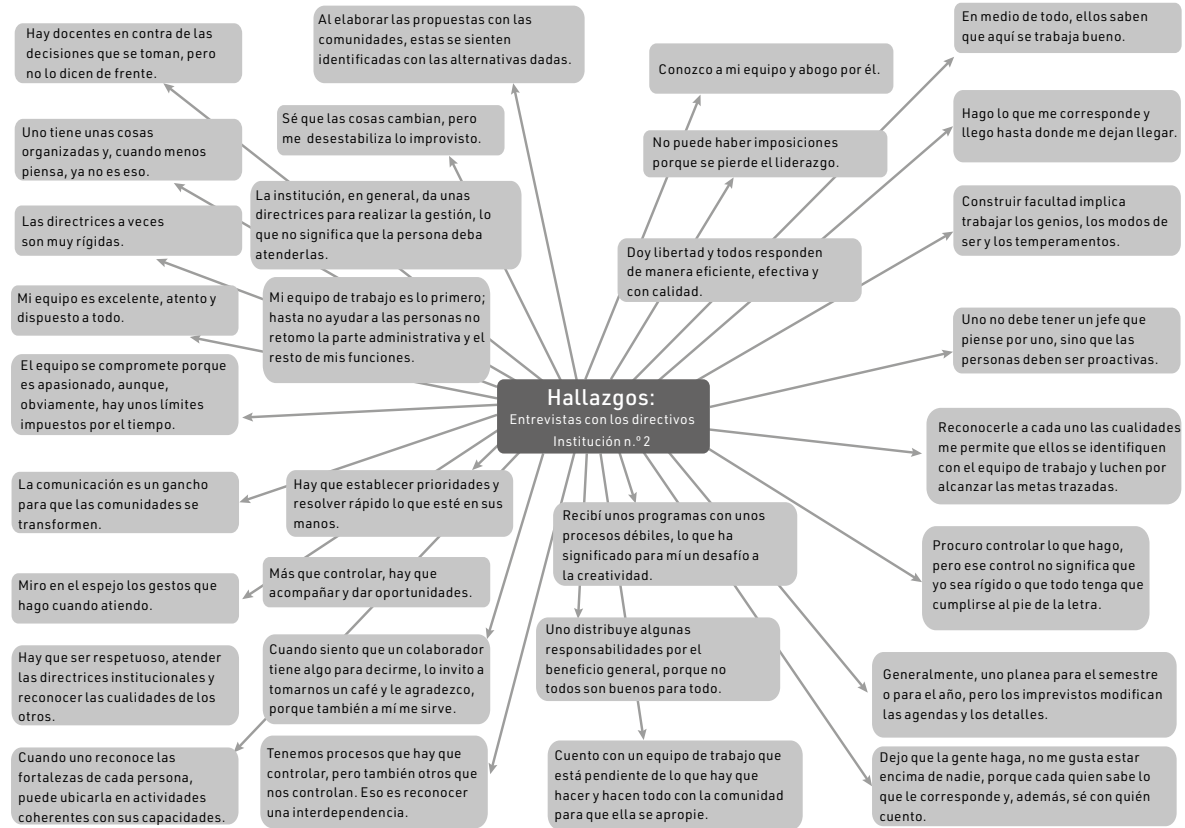 Hay docentes en contra de las
decisiones que se toman, pero
no lo dicen de frente.
Uno tiene unas cosas
organizadas y, cuando menos
piensa, ya no es eso.
Las directrices a veces
son muy rígidas.
Mi equipo es excelente, atento y
dispuesto a todo.
El equipo se compromete porque
es apasionado, aunque,
obviamente, hay unos límites
impuestos por el tiempo.
La comunicación es un gancho
para que las comunidades se
transformen.
Miro en el espejo los gestos que
hago cuando atiendo.
Hay que ser respetuoso, atender
las directrices institucionales y
reconocer las cualidades de los
otros.
Cuando uno reconoce las
fortalezas de cada persona,
puede ubicarla en actividades
coherentes con sus capacidades.
Al elaborar las propuestas con las
comunidades, estas se sienten
identificadas con las alternativas dadas.
Sé que las cosas cambian, pero
me desestabiliza lo improvisto.
La institución, en general, da unas
directrices para realizar la gestión, lo
que no significa que la persona deba
atenderlas.
Mi equipo de trabajo es lo primero;
hasta no ayudar a las personas no
retomo la parte administrativa y el
resto de mis funciones.
Hallazgos:
Entrevistas con los directivos
Institución n.º 2
Hay que establecer prioridades y
resolver rápido lo que esté en sus
manos.
Más que controlar, hay que
acompañar y dar oportunidades.
Cuando siento que un colaborador
tiene algo para decirme, lo invito a
tomarnos un café y le agradezco,
porque también a mí me sirve.
Tenemos procesos que hay que
controlar, pero también otros que
nos controlan. Eso es reconocer
una interdependencia.
Conozco a mi equipo y abogo por él.
No puede haber imposiciones
porque se pierde el liderazgo.
Doy libertad y todos responden
de manera eficiente, efectiva y
con calidad.
Recibí unos programas con unos
procesos débiles, lo que ha
significado para mí un desafío a
la creatividad.
Uno distribuye algunas
responsabilidades por el
beneficio general, porque no
todos son buenos para todo.
Cuento con un equipo de trabajo que
está pendiente de lo que hay que
hacer y hacen todo con la comunidad
para que ella se apropie.
En medio de todo, ellos saben
que aquí se trabaja bueno.
Hago lo que me corresponde y
llego hasta donde me dejan llegar.
Construir facultad implica
trabajar los genios, los modos de
ser y los temperamentos.
Uno no debe tener un jefe que
piense por uno, sino que las
personas deben ser proactivas.
Reconocerle a cada uno las cualidades
me permite que ellos se identifiquen
con el equipo de trabajo y luchen por
alcanzar las metas trazadas.
Procuro controlar lo que hago,
pero ese control no significa que
yo sea rígido o que todo tenga que
cumplirse al pie de la letra.
Generalmente, uno planea para el semestre
o para el año, pero los imprevistos modifican
las agendas y los detalles.
Dejo que la gente haga, no me gusta estar
encima de nadie, porque cada quien sabe lo
que le corresponde y, además, sé con quién
cuento.